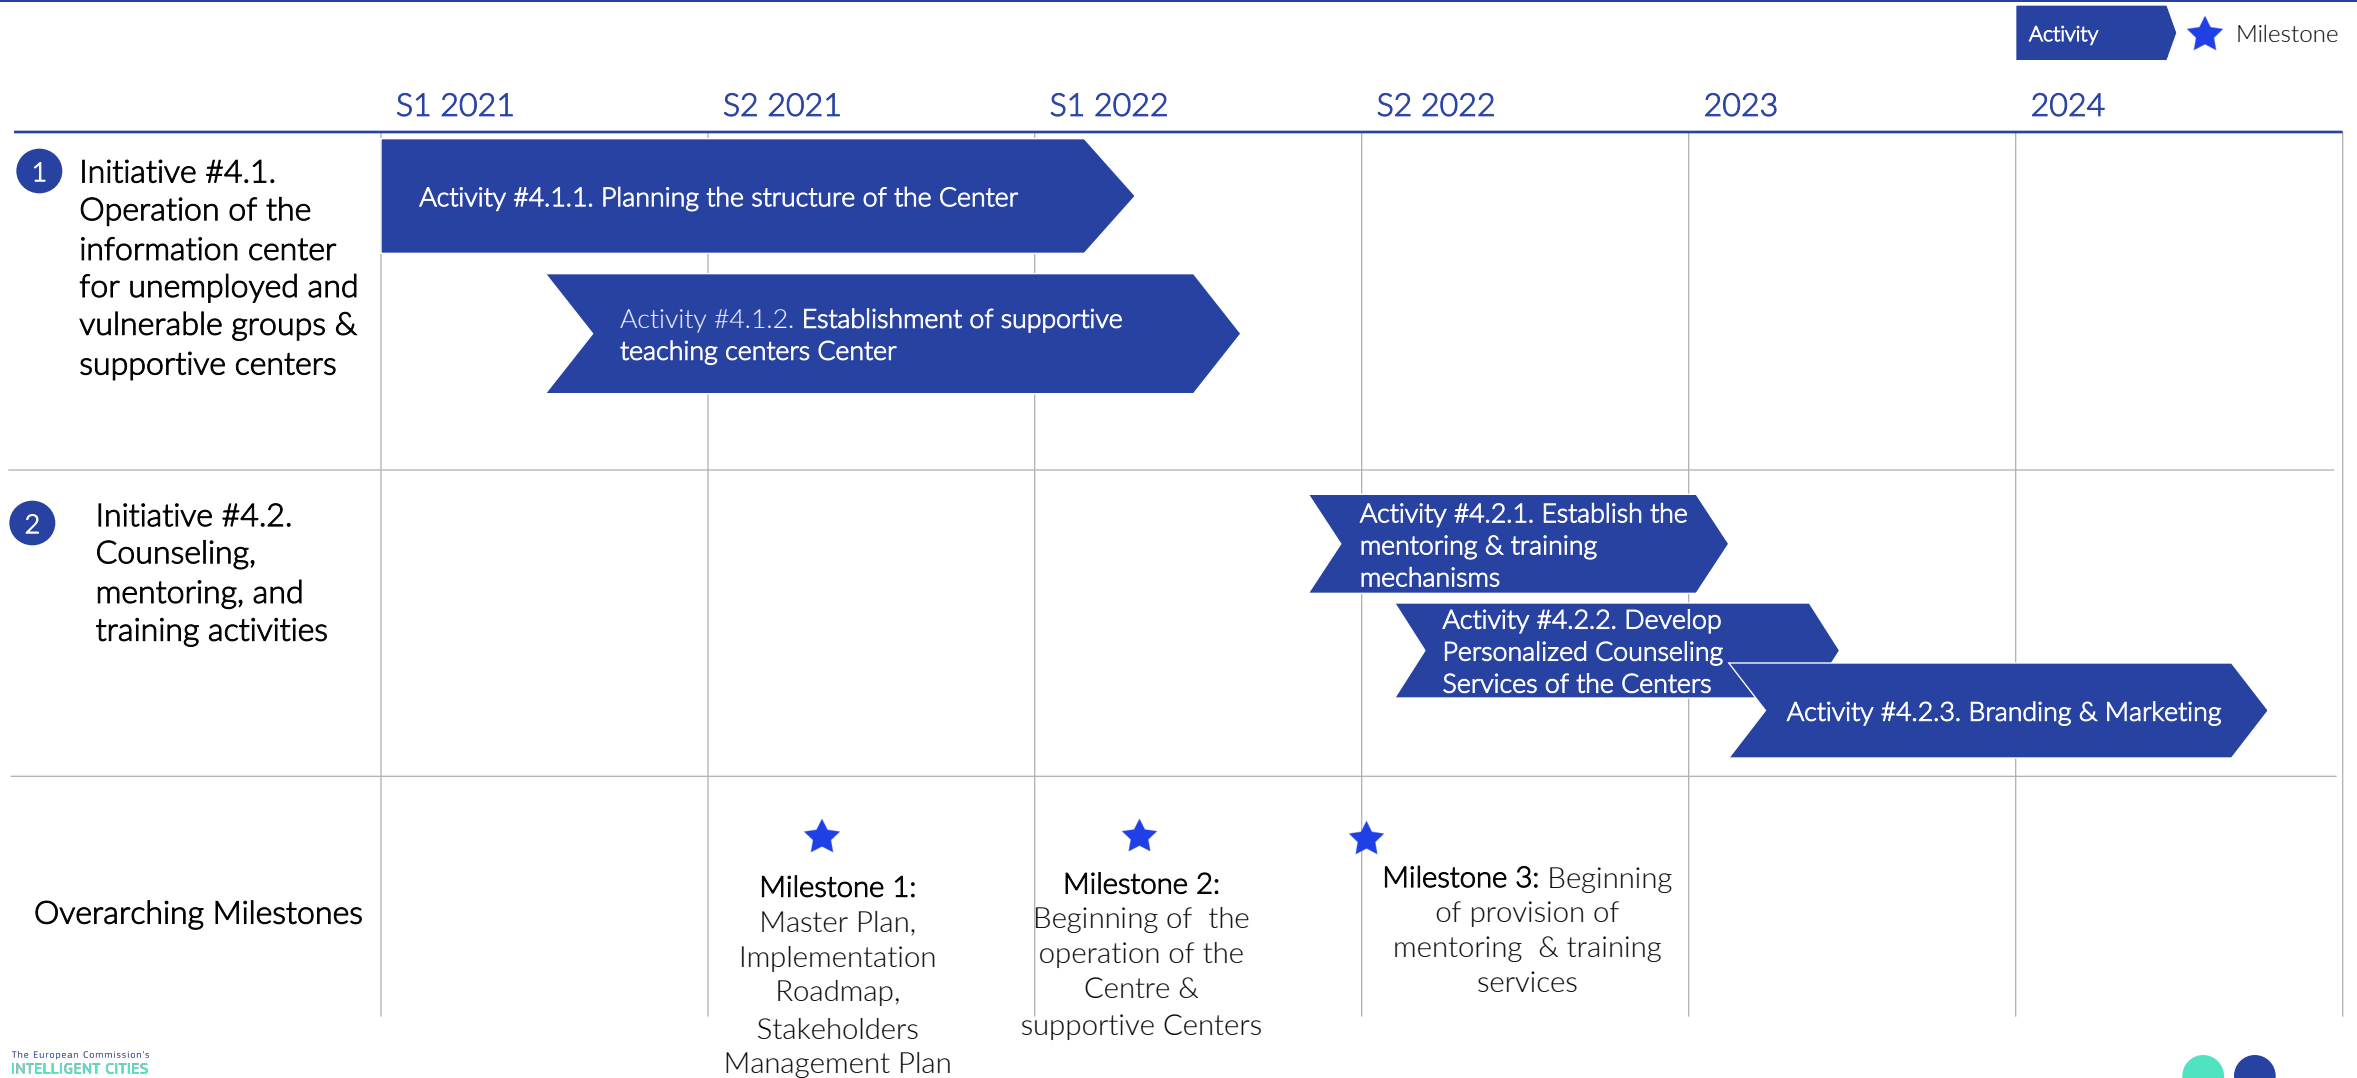 Activity
Milestone
S1 2021
S2 2021
S1 2022
S2 2022
2023
2024
1
Initiative #4.1.
Operation of the
information center
for unemployed and
vulnerable groups &
supportive centers
Activity #4.1.1. Planning the structure of the Center
Activity #4.1.2. Establishment of supportive
teaching centers Center
2
Initiative #4.2.
Counseling,
mentoring, and
training activities
Activity #4.2.1. Establish the
mentoring & training
mechanisms
Activity #4.2.2. Develop
Personalized Counseling
Services of the Centers
Activity #4.2.3. Branding & Marketing
Overarching Milestones
Milestone 1:
Master Plan,
Implementation
Roadmap,
Stakeholders
Management Plan
Milestone 2:
Beginning of  the
operation of the
Centre &
supportive Centers
Milestone 3: Beginning
of provision of
mentoring  & training
services
The European Commission's
INTELLIGENT CITIES